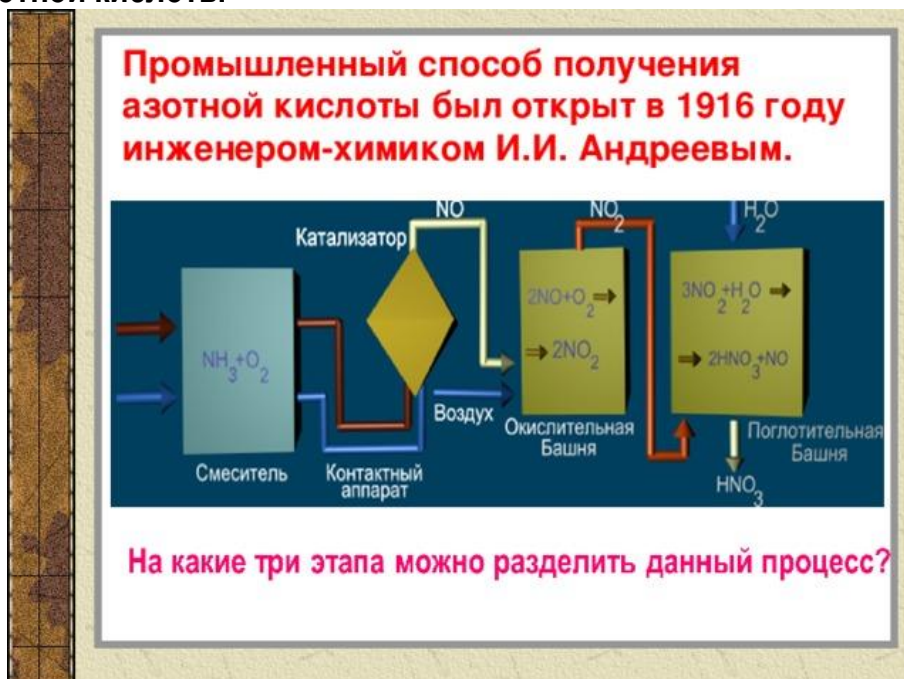 Промышленный способ получения
азотной кислоты был открыт в 1916 году
инженером-химиком И.И. Андреевым.
NO
NO2
H2O
Катализатор
NH3+O2
2NO+O2 ⇒
⇒ 2NO2
3NO2+H2O →
→ 2HNO3+NO
Воздух
Окислительная
Башня
Поглотительная
Башня
Смеситель
Контактный
аппарат
HNO3
На какие три этапа можно разделить данный процесс?